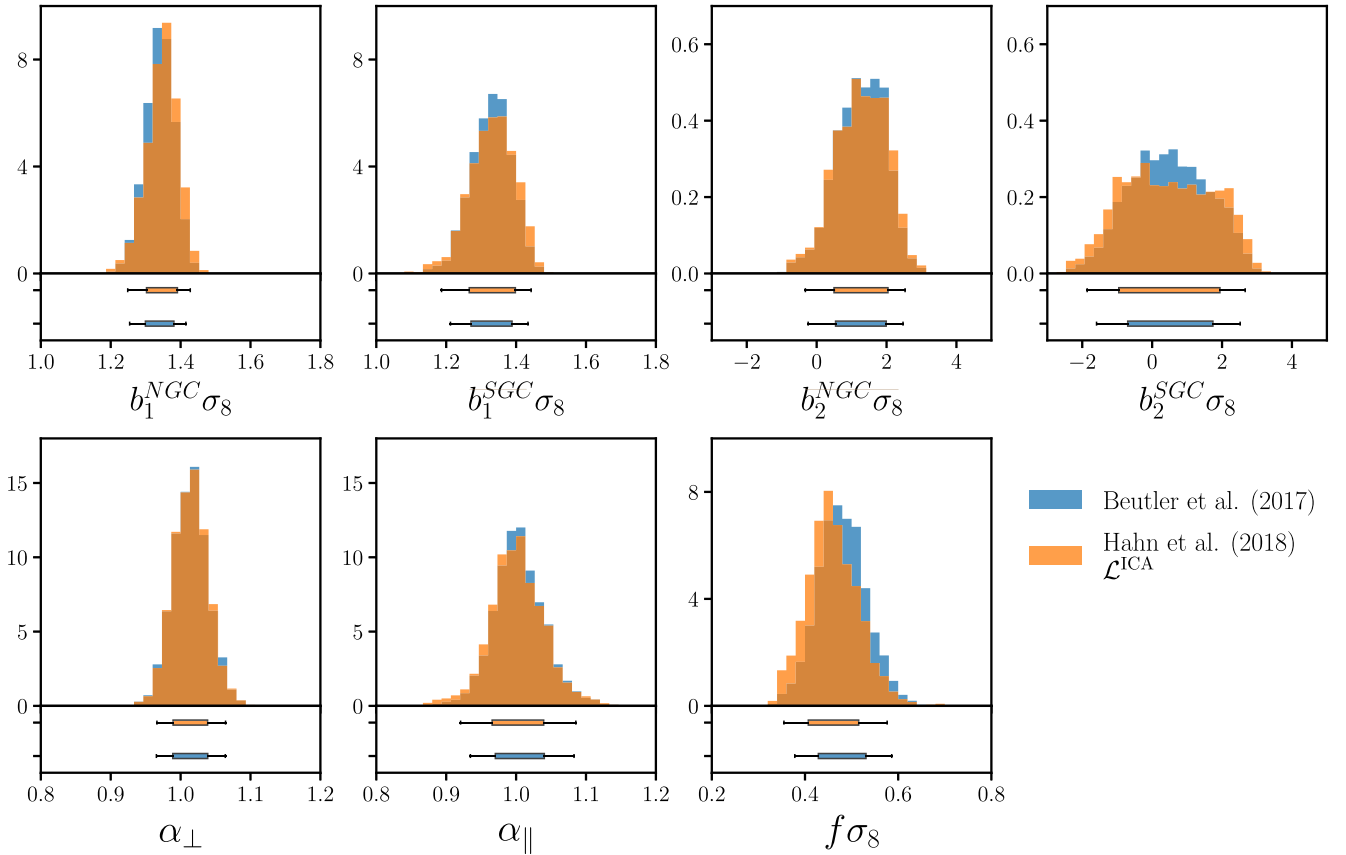 8
4
0
1.0 1.2 1.4 1.6 1.8
b_1^{NGC}σ_8
8
4
0
1.0 1.2 1.4 1.6 1.8
b_1^{SGC}σ_8
0.6
0.4
0.2
0.0
−2 0 2 4
b_2^{NGC}σ_8
0.6
0.4
0.2
0.0
−2 0 2 4
b_2^{SGC}σ_8
15
10
5
0
0.8 0.9 1.0 1.1 1.2
α_⊥
15
10
5
0
0.8 0.9 1.0 1.1 1.2
α_∥
8
4
0
0.2 0.4 0.6 0.8
fσ_8
Beutler et al. (2017)
Hahn et al. (2018)
ℒ^{ICA}